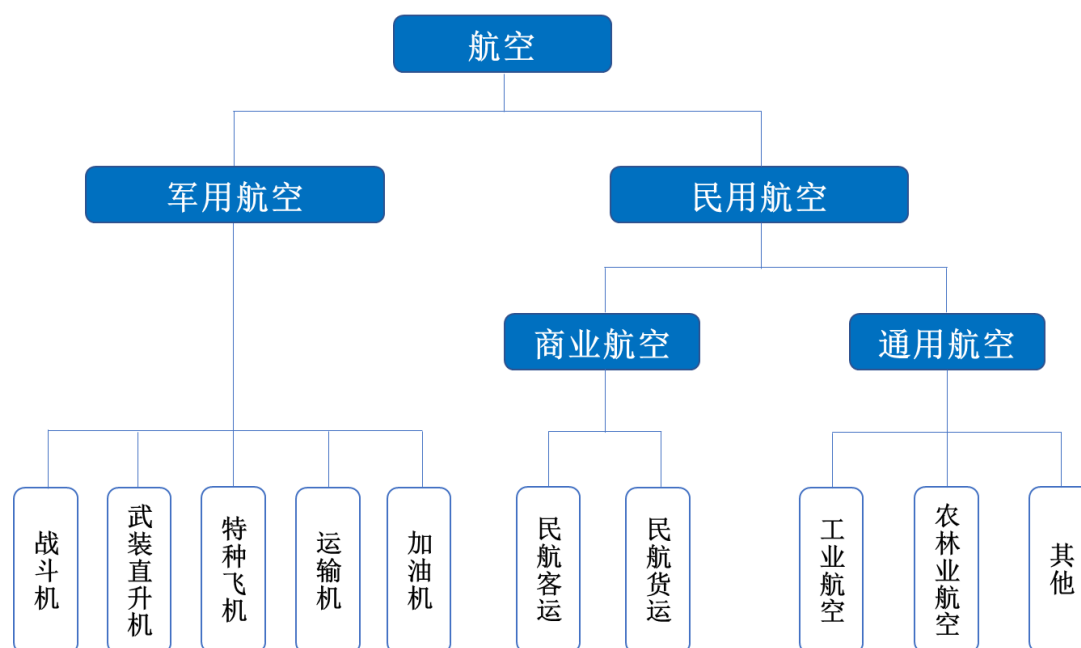 航空
军用航空
民用航空
商业航空
通用航空
战斗机
武装直升机
特种飞机
运输机
加油机
民航客运
民航货运
工业航空
农林业航空
其他